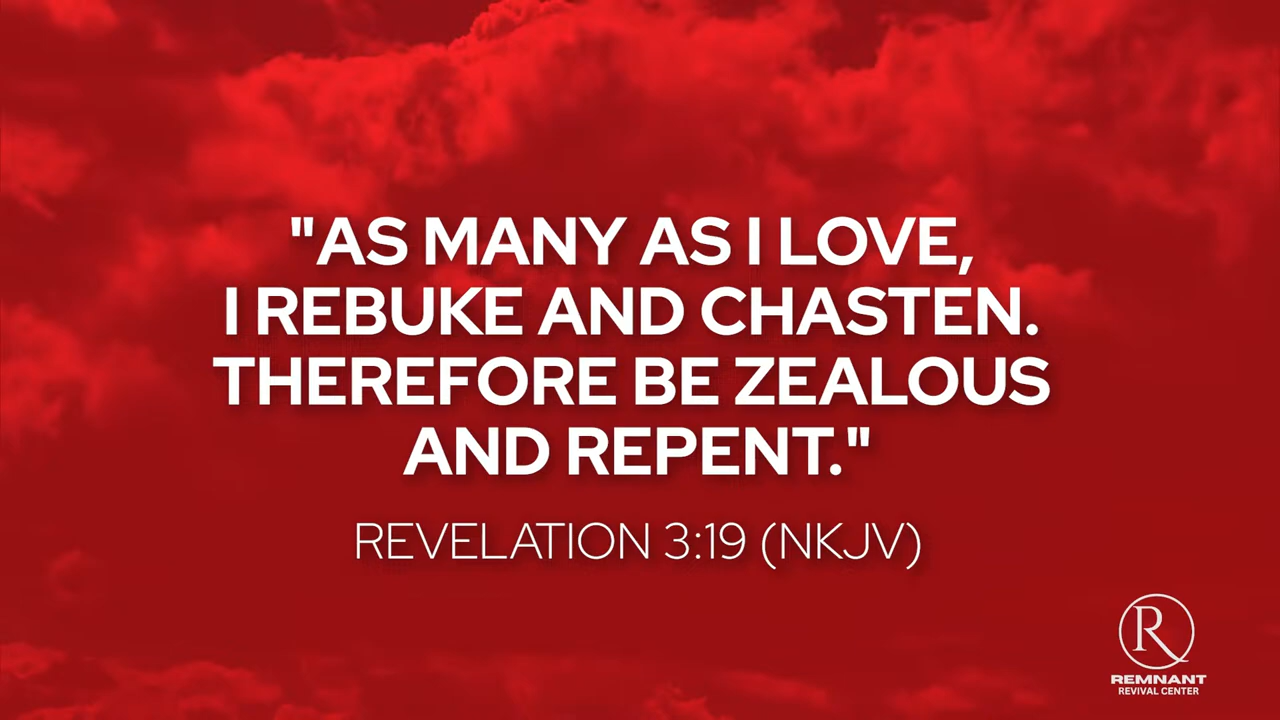 "AS MANY AS I LOVE,
I REBUKE AND CHASTEN.
THEREFORE BE ZEALOUS
AND REPENT."
REVELATION 3:19 (NKJV)
R
REMNANT
REVIVAL CENTER